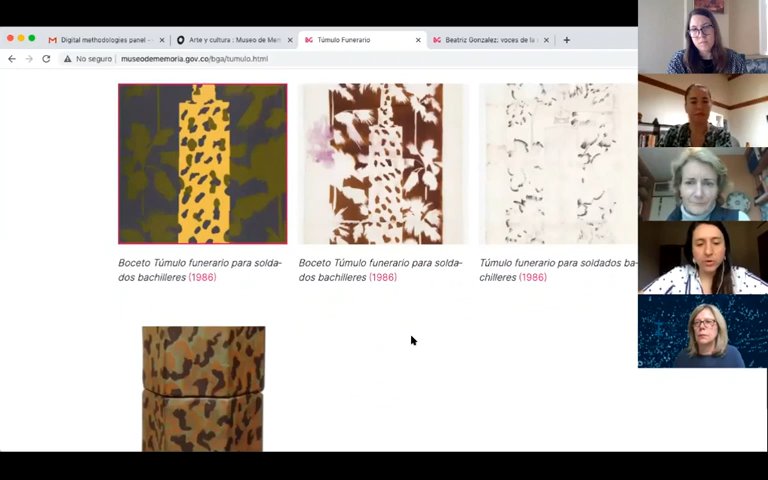 Digital methodologies panel -
Arte y cultura : Museo de Mem
Túmulo Funerario
Beatriz Gonzalez: voces de la
No seguro
museodememoria.gov.co/bga/tumulo.html
Boceto Túmulo funerario para solda-
dos bachilleres (1986)
Boceto Túmulo funerario para solda-
dos bachilleres (1986)
Túmulo funerario para soldados ba-
chilleres (1986)